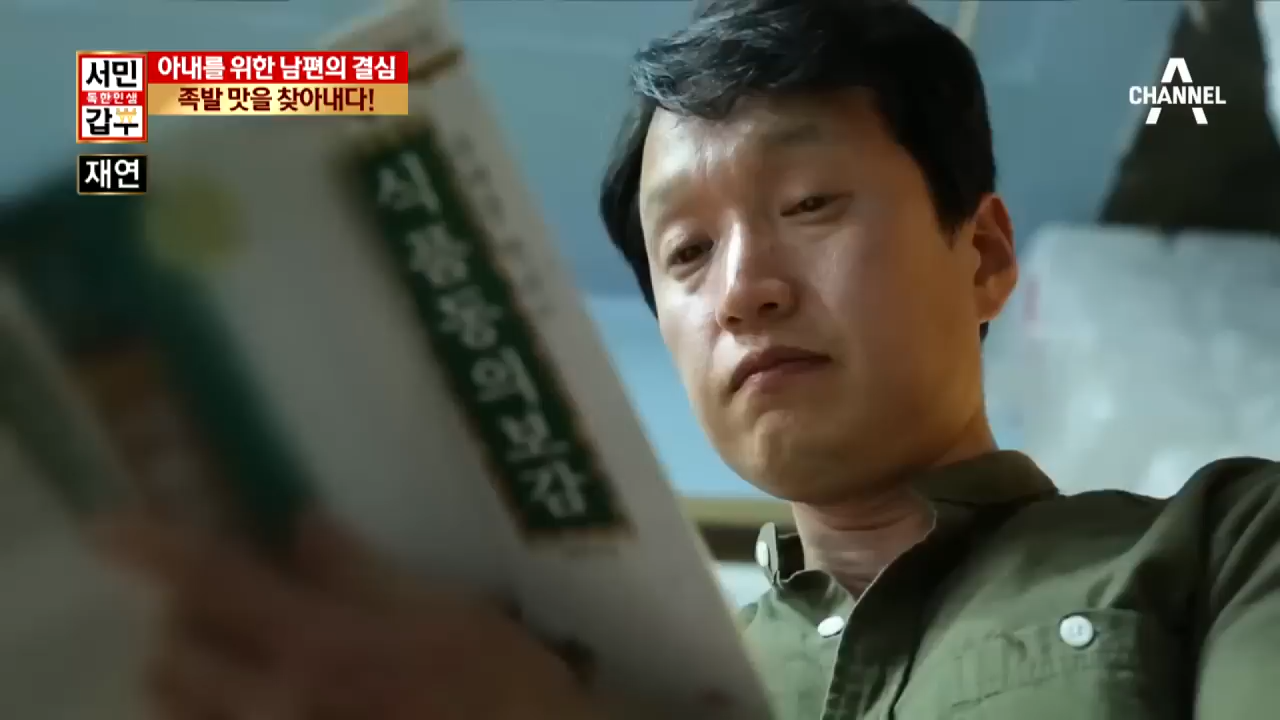 서민
독한인생
갑부
아내를 위한 남편의 결심
족발 맛을 찾아내다!
재연
CHANNEL A
식품동의보감